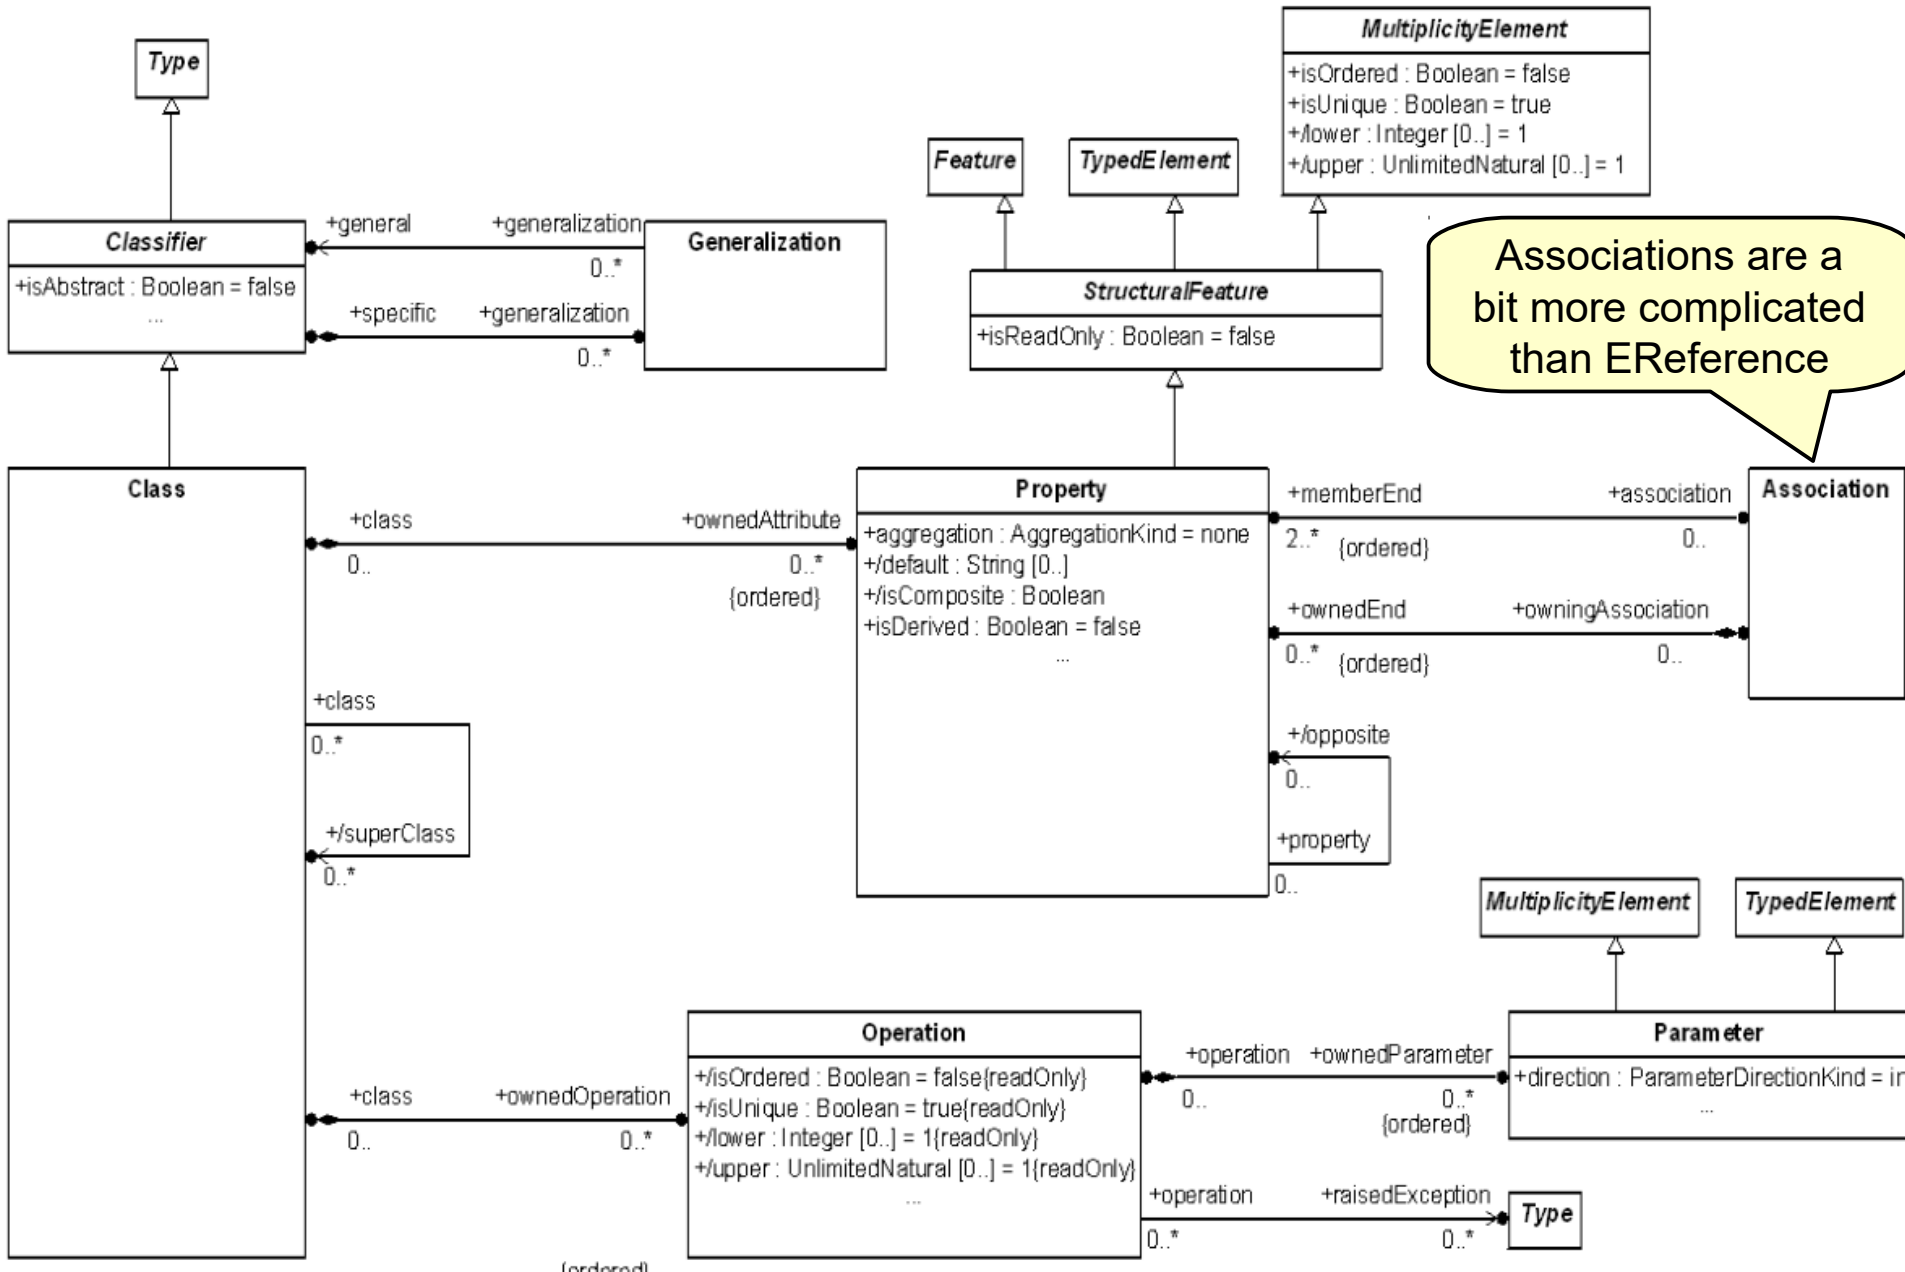 Type
MultiplicityElement
+isOrdered : Boolean = false
+isUnique : Boolean = true
+/lower : Integer [0..] = 1
+/upper : UnlimitedNatural [0..] = 1
Feature
TypedElement
Classifier
+isAbstract : Boolean = false
...
+general
+generalization
0..*
+specific
+generalization
0..*
Generalization
StructuralFeature
+isReadOnly : Boolean = false
Associations are a
bit more complicated
than EReference
Class
+class
0..
+ownedAttribute
0..*
{ordered}
Property
+aggregation : AggregationKind = none
+/default : String [0..]
+/isComposite : Boolean
+isDerived : Boolean = false
...
+memberEnd
2..*
{ordered}
+association
0..
Association
+ownedEnd
0..*
{ordered}
+owningAssociation
0..
+class
0..*
+/superClass
0..*
+/opposite
0..
+property
0..
MultiplicityElement
TypedElement
+class
0..
+ownedOperation
0..*
Operation
+/isOrdered : Boolean = false{readOnly}
+/isUnique : Boolean = true{readOnly}
+/lower : Integer [0..] = 1{readOnly}
+/upper : UnlimitedNatural [0..] = 1{readOnly}
...
+operation
0..
+ownedParameter
0..*
{ordered}
Parameter
+direction : ParameterDirectionKind = in
...
+operation
0..*
+raisedException
0..*
Type
{ordered}